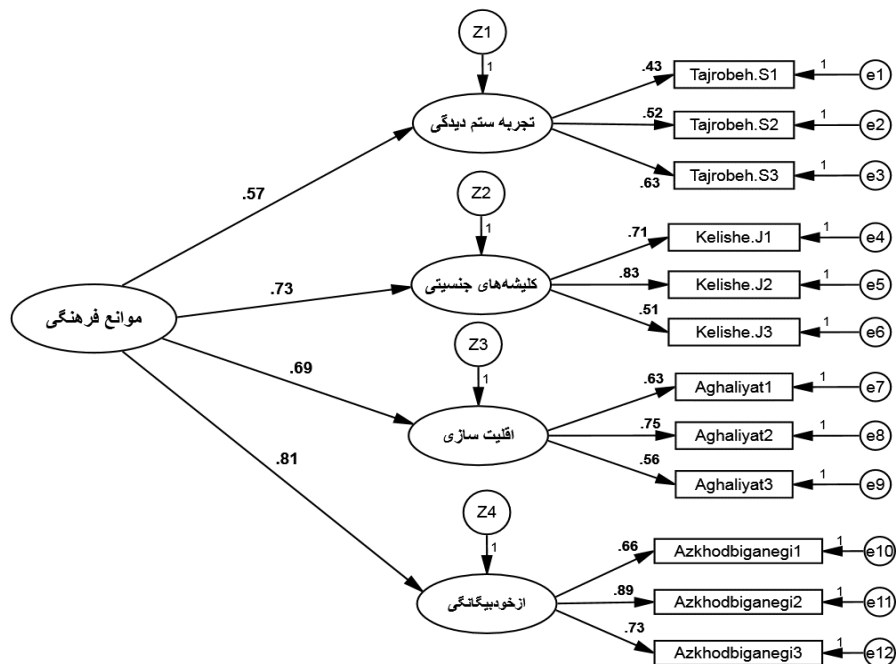 Z1
1
تجربه ستم دیدگی
.43
Tajrobeh.S1
1
e1
.52
Tajrobeh.S2
1
e2
.63
Tajrobeh.S3
1
e3
.57
Z2
1
کلیشه‌های جنسیتی
.71
Kelishe.J1
1
e4
.83
Kelishe.J2
1
e5
.51
Kelishe.J3
1
e6
.73
موانع فرهنگی
.69
Z3
1
اقلیت سازی
.63
Aghaliyat1
1
e7
.75
Aghaliyat2
1
e8
.56
Aghaliyat3
1
e9
.81
Z4
1
ازخودبیگانگی
.66
Azkhodbiganegi1
1
e10
.89
Azkhodbiganegi2
1
e11
.73
Azkhodbiganegi3
1
e12